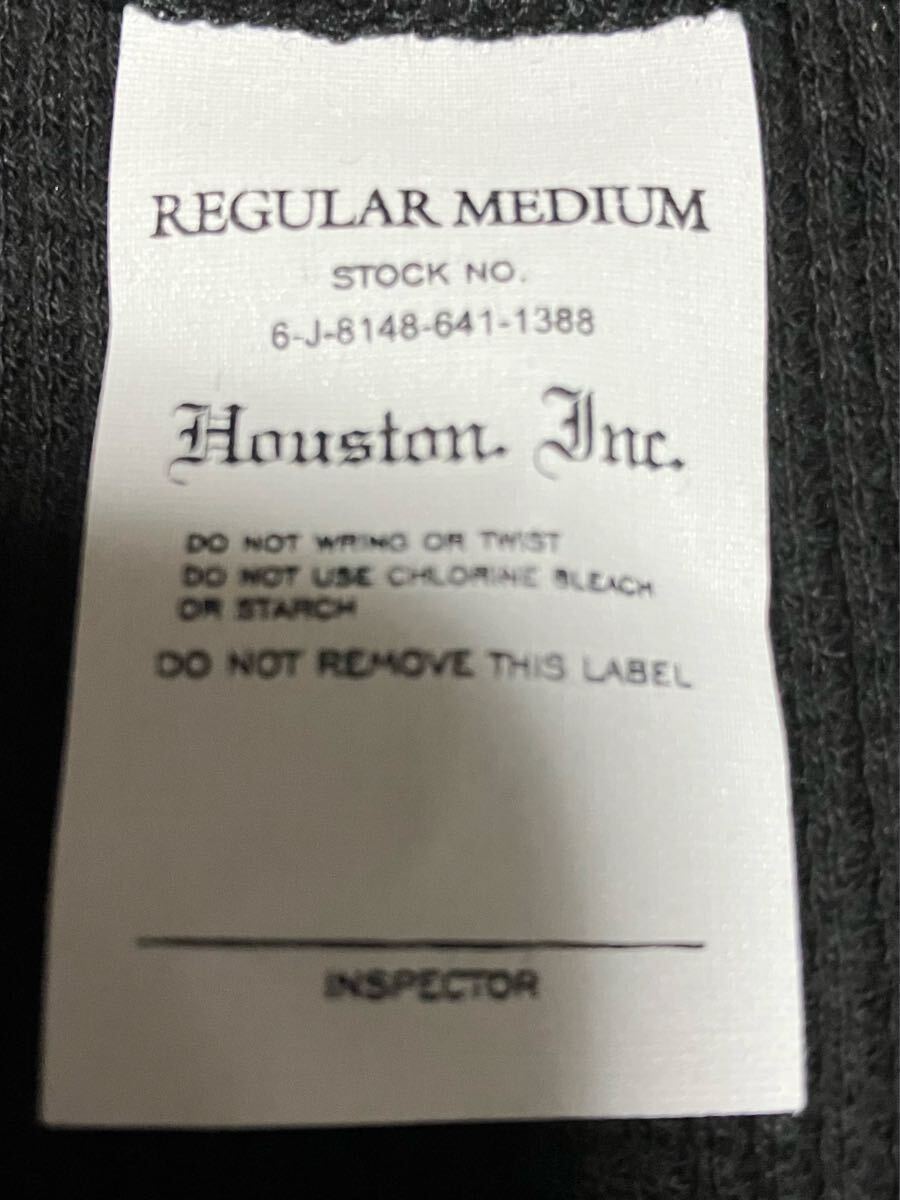 REGULAR MEDIUM
STOCK NO.
6-J-8148-641-1388
Houston. Inc.
DO NOT WRING OR TWIST
DO NOT USE CHLORINE BLEACH
OR STARCH
DO NOT REMOVE THIS LABEL
INSPECTOR